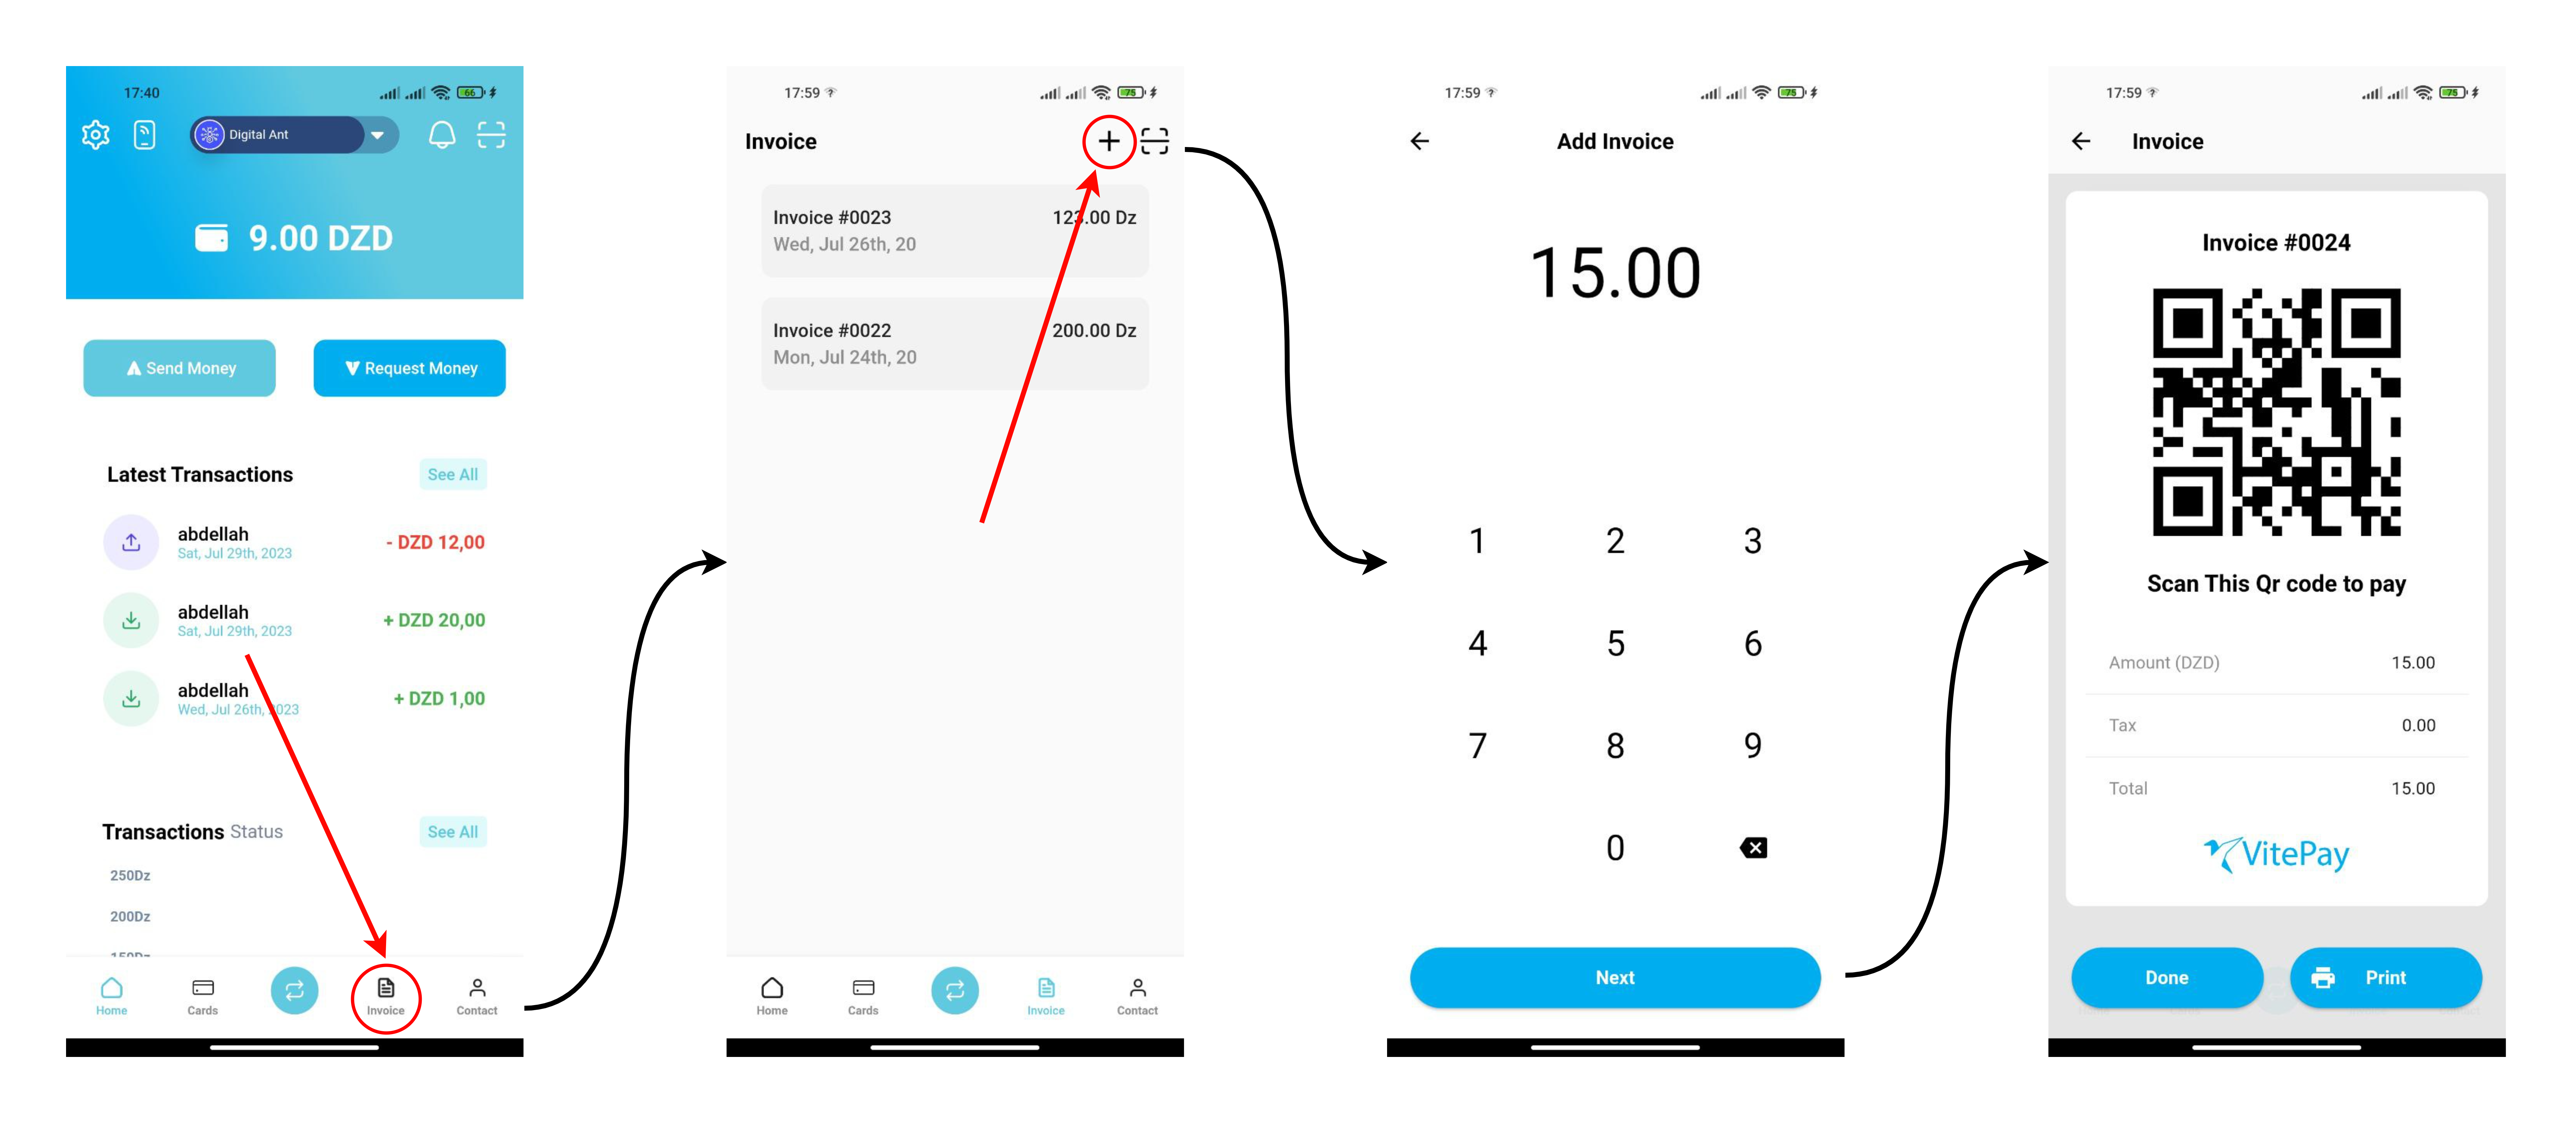 17:40
66
Digital Ant
9.00 DZD
Send Money
Request Money
Latest Transactions
See All
abdellah
- DZD 12,00
Sat, Jul 29th, 2023
abdellah
+ DZD 20,00
Sat, Jul 29th, 2023
abdellah
+ DZD 1,00
Wed, Jul 26th, 2023
Transactions Status
See All
250Dz
200Dz
150Dz
Home
Cards
Invoice
Contact
17:59
75
Invoice
Invoice #0023
123.00 Dz
Wed, Jul 26th, 20
Invoice #0022
200.00 Dz
Mon, Jul 24th, 20
Home
Cards
Invoice
Contact
17:59
75
Add Invoice
15.00
1 2 3
4 5 6
7 8 9
0
Next
17:59
75
Invoice
Invoice #0024
Scan This Qr code to pay
Amount (DZD) 15.00
Tax 0.00
Total 15.00
VitePay
Done
Print